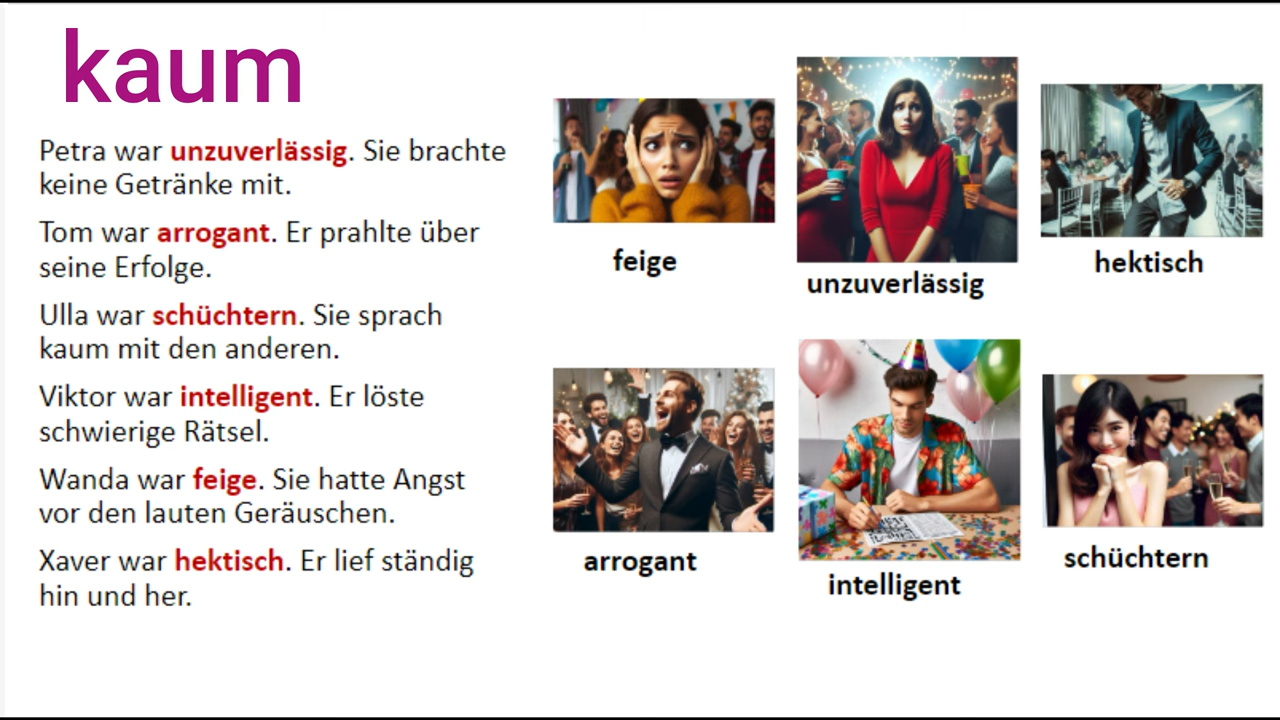 kaum
Petra war unzuverlässig. Sie brachte
keine Getränke mit.
Tom war arrogant. Er prahlte über
seine Erfolge.
Ulla war schüchtern. Sie sprach
kaum mit den anderen.
Viktor war intelligent. Er löste
schwierige Rätsel.
Wanda war feige. Sie hatte Angst
vor den lauten Geräuschen.
Xaver war hektisch. Er lief ständig
hin und her.
feige
unzuverlässig
hektisch
arrogant
intelligent
schüchtern